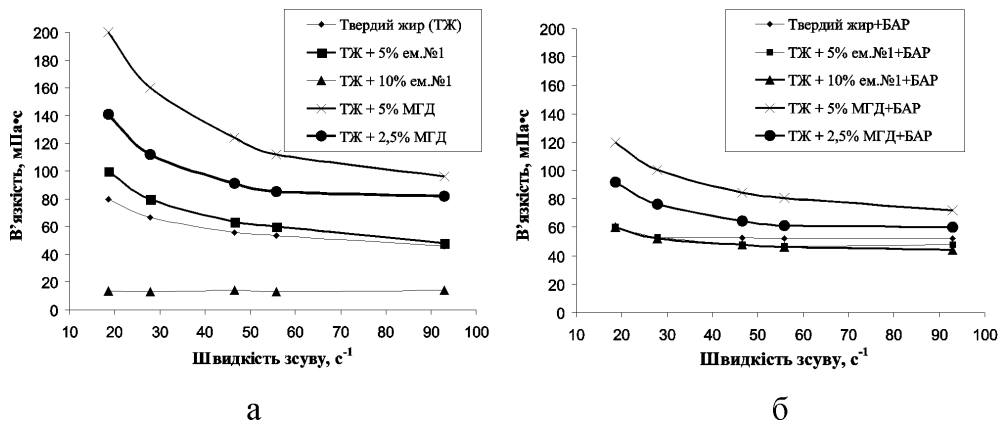 200
180
160
140
120
100
80
60
40
20
0
В'язкість, мПа•с
10 20 30 40 50 60 70 80 90 100
Швидкість зсуву, с-1
Твердий жир (ТЖ)
ТЖ + 5% ем.№1
ТЖ + 10% ем.№1
ТЖ + 5% МГД
ТЖ + 2,5% МГД
а
200
180
160
140
120
100
80
60
40
20
0
В'язкість, мПа•с
10 20 30 40 50 60 70 80 90 100
Швидкість зсуву, с-1
Твердий жир+БАР
ТЖ + 5% ем.№1+БАР
ТЖ + 10% ем.№1+БАР
ТЖ + 5% МГД+БАР
ТЖ + 2,5% МГД+БАР
б